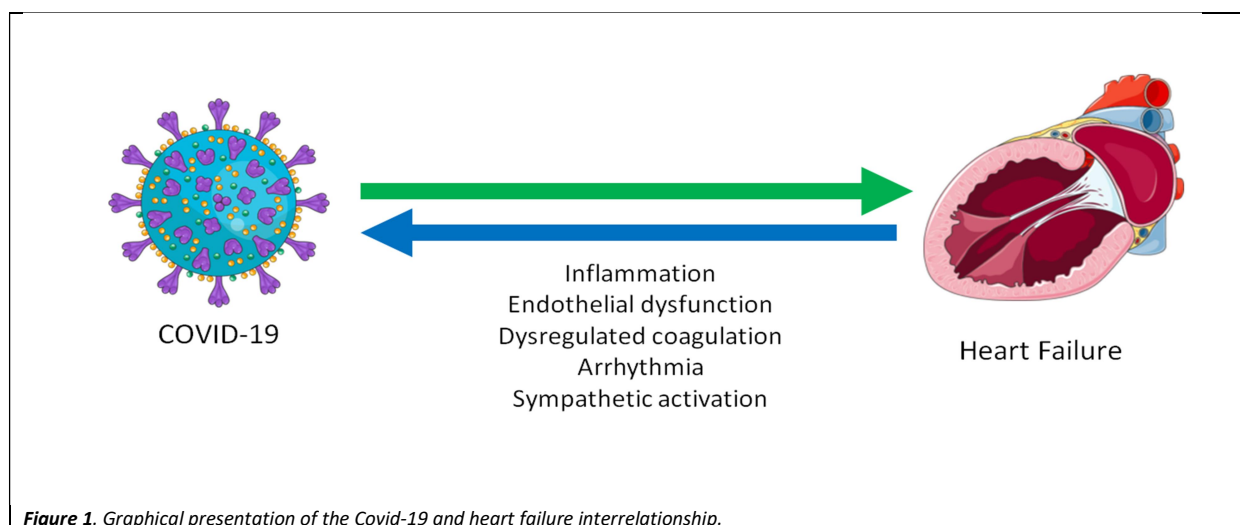 COVID-19
Inflammation
Endothelial dysfunction
Dysregulated coagulation
Arrhythmia
Sympathetic activation
Heart Failure
Figure 1. Graphical presentation of the Covid-19 and heart failure interrelationship.